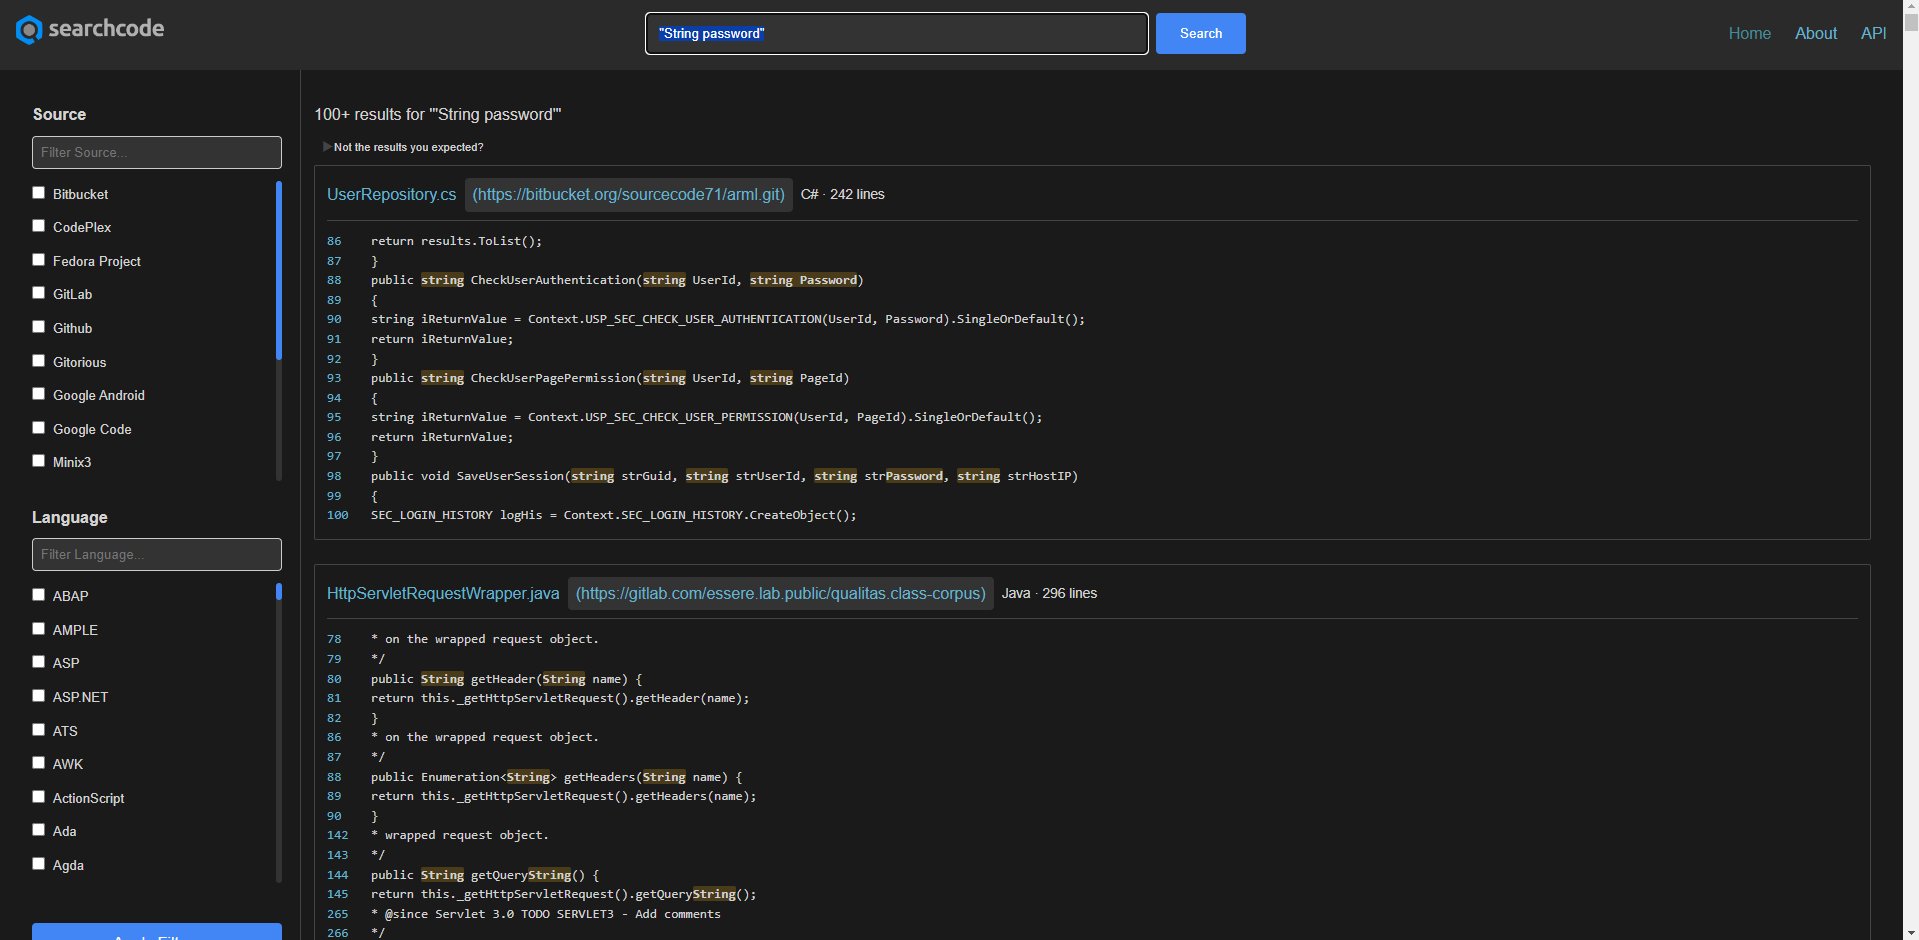 searchcode
"String password"
Search
Home About API
Source
Filter Source...
Bitbucket
CodePlex
Fedora Project
GitLab
Github
Gitorious
Google Android
Google Code
Minix3
Language
Filter Language...
ABAP
AMPLE
ASP
ASP.NET
ATS
AWK
ActionScript
Ada
Agda
100+ results for '"String password"'
Not the results you expected?
UserRepository.cs (https://bitbucket.org/sourcecode71/arml.git) C# · 242 lines
86 return results.ToList();
87 }
88 public string CheckUserAuthentication(string UserId, string Password)
89 {
90 string iReturnValue = Context.USP_SEC_CHECK_USER_AUTHENTICATION(UserId, Password).SingleOrDefault();
91 return iReturnValue;
92 }
93 public string CheckUserPagePermission(string UserId, string PageId)
94 {
95 string iReturnValue = Context.USP_SEC_CHECK_USER_PERMISSION(UserId, PageId).SingleOrDefault();
96 return iReturnValue;
97 }
98 public void SaveUserSession(string strGuid, string strUserId, string strPassword, string strHostIP)
99 {
100 SEC_LOGIN_HISTORY logHis = Context.SEC_LOGIN_HISTORY.CreateObject();
HttpServletRequestWrapper.java (https://gitlab.com/essere.lab.public/qualitas.class-corpus) Java · 296 lines
78 * on the wrapped request object.
79 */
80 public String getHeader(String name) {
81 return this._getHttpServletRequest().getHeader(name);
82 }
86 * on the wrapped request object.
87 */
88 public Enumeration<String> getHeaders(String name) {
89 return this._getHttpServletRequest().getHeaders(name);
90 }
142 * wrapped request object.
143 */
144 public String getQueryString() {
145 return this._getHttpServletRequest().getQueryString();
265 * @since Servlet 3.0 TODO SERVLET3 - Add comments
266 */